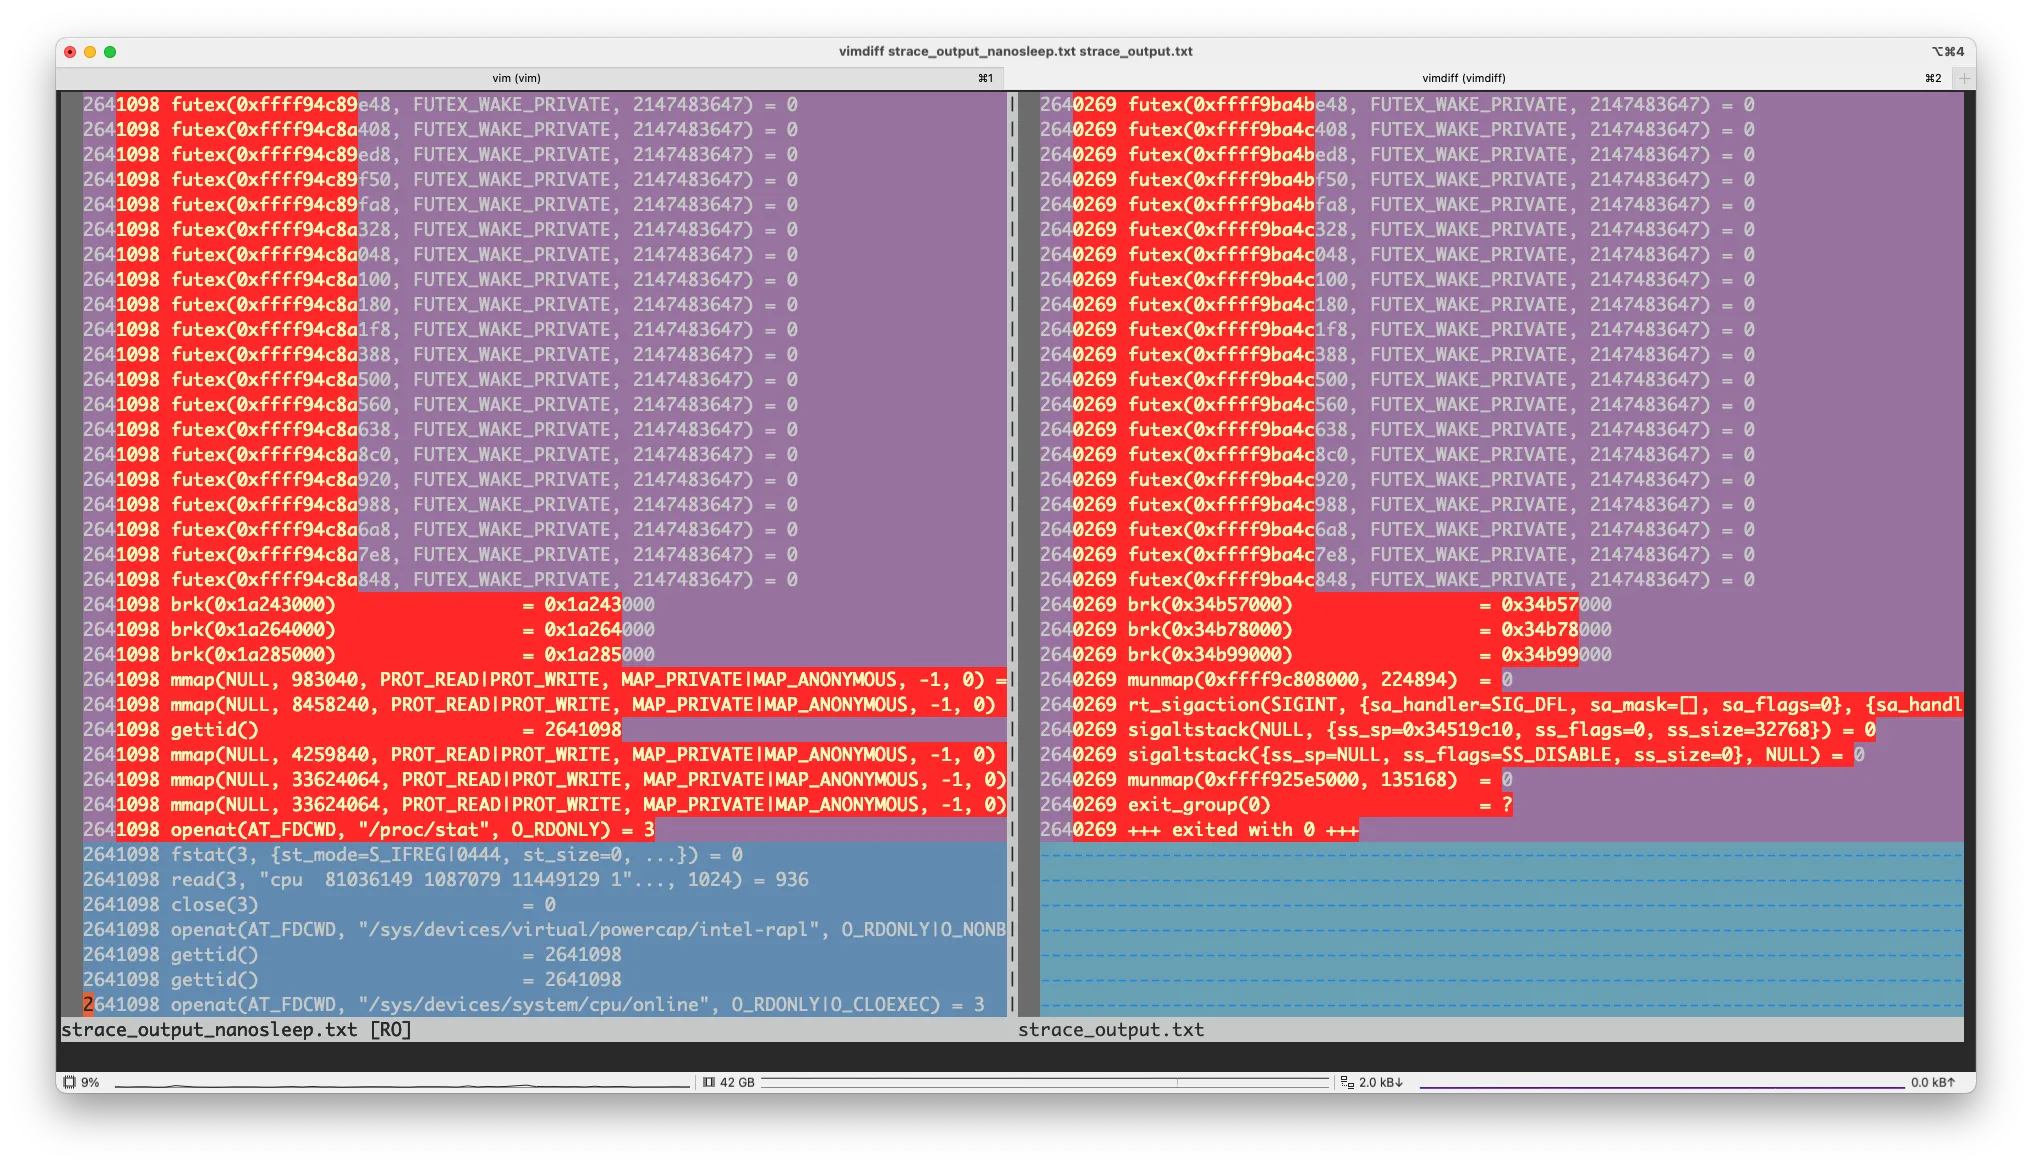 vimdiff strace_output_nanosleep.txt strace_output.txt
⌥⌘4
vim (vim)
⌘1
vimdiff (vimdiff)
⌘2
2641098 futex(0xffff94c89e48, FUTEX_WAKE_PRIVATE, 2147483647) = 0
2641098 futex(0xffff94c8a408, FUTEX_WAKE_PRIVATE, 2147483647) = 0
2641098 futex(0xffff94c89ed8, FUTEX_WAKE_PRIVATE, 2147483647) = 0
2641098 futex(0xffff94c89f50, FUTEX_WAKE_PRIVATE, 2147483647) = 0
2641098 futex(0xffff94c89fa8, FUTEX_WAKE_PRIVATE, 2147483647) = 0
2641098 futex(0xffff94c8a328, FUTEX_WAKE_PRIVATE, 2147483647) = 0
2641098 futex(0xffff94c8a048, FUTEX_WAKE_PRIVATE, 2147483647) = 0
2641098 futex(0xffff94c8a100, FUTEX_WAKE_PRIVATE, 2147483647) = 0
2641098 futex(0xffff94c8a180, FUTEX_WAKE_PRIVATE, 2147483647) = 0
2641098 futex(0xffff94c8a1f8, FUTEX_WAKE_PRIVATE, 2147483647) = 0
2641098 futex(0xffff94c8a388, FUTEX_WAKE_PRIVATE, 2147483647) = 0
2641098 futex(0xffff94c8a500, FUTEX_WAKE_PRIVATE, 2147483647) = 0
2641098 futex(0xffff94c8a560, FUTEX_WAKE_PRIVATE, 2147483647) = 0
2641098 futex(0xffff94c8a638, FUTEX_WAKE_PRIVATE, 2147483647) = 0
2641098 futex(0xffff94c8a8c0, FUTEX_WAKE_PRIVATE, 2147483647) = 0
2641098 futex(0xffff94c8a920, FUTEX_WAKE_PRIVATE, 2147483647) = 0
2641098 futex(0xffff94c8a988, FUTEX_WAKE_PRIVATE, 2147483647) = 0
2641098 futex(0xffff94c8a6a8, FUTEX_WAKE_PRIVATE, 2147483647) = 0
2641098 futex(0xffff94c8a7e8, FUTEX_WAKE_PRIVATE, 2147483647) = 0
2641098 futex(0xffff94c8a848, FUTEX_WAKE_PRIVATE, 2147483647) = 0
2641098 brk(0x1a243000)                 = 0x1a243000
2641098 brk(0x1a264000)                 = 0x1a264000
2641098 brk(0x1a285000)                 = 0x1a285000
2641098 mmap(NULL, 983040, PROT_READ|PROT_WRITE, MAP_PRIVATE|MAP_ANONYMOUS, -1, 0) =
2641098 mmap(NULL, 8458240, PROT_READ|PROT_WRITE, MAP_PRIVATE|MAP_ANONYMOUS, -1, 0)
2641098 gettid()                        = 2641098
2641098 mmap(NULL, 4259840, PROT_READ|PROT_WRITE, MAP_PRIVATE|MAP_ANONYMOUS, -1, 0)
2641098 mmap(NULL, 33624064, PROT_READ|PROT_WRITE, MAP_PRIVATE|MAP_ANONYMOUS, -1, 0)
2641098 mmap(NULL, 33624064, PROT_READ|PROT_WRITE, MAP_PRIVATE|MAP_ANONYMOUS, -1, 0)
2641098 openat(AT_FDCWD, "/proc/stat", O_RDONLY) = 3
2641098 fstat(3, {st_mode=S_IFREG|0444, st_size=0, ...}) = 0
2641098 read(3, "cpu  81036149 1087079 11449129 1"..., 1024) = 936
2641098 close(3)                        = 0
2641098 openat(AT_FDCWD, "/sys/devices/virtual/powercap/intel-rapl", O_RDONLY|O_NONB
2641098 gettid()                        = 2641098
2641098 gettid()                        = 2641098
2641098 openat(AT_FDCWD, "/sys/devices/system/cpu/online", O_RDONLY|O_CLOEXEC) = 3
strace_output_nanosleep.txt [RO]
2640269 futex(0xffff9ba4be48, FUTEX_WAKE_PRIVATE, 2147483647) = 0
2640269 futex(0xffff9ba4c408, FUTEX_WAKE_PRIVATE, 2147483647) = 0
2640269 futex(0xffff9ba4bed8, FUTEX_WAKE_PRIVATE, 2147483647) = 0
2640269 futex(0xffff9ba4bf50, FUTEX_WAKE_PRIVATE, 2147483647) = 0
2640269 futex(0xffff9ba4bfa8, FUTEX_WAKE_PRIVATE, 2147483647) = 0
2640269 futex(0xffff9ba4c328, FUTEX_WAKE_PRIVATE, 2147483647) = 0
2640269 futex(0xffff9ba4c048, FUTEX_WAKE_PRIVATE, 2147483647) = 0
2640269 futex(0xffff9ba4c100, FUTEX_WAKE_PRIVATE, 2147483647) = 0
2640269 futex(0xffff9ba4c180, FUTEX_WAKE_PRIVATE, 2147483647) = 0
2640269 futex(0xffff9ba4c1f8, FUTEX_WAKE_PRIVATE, 2147483647) = 0
2640269 futex(0xffff9ba4c388, FUTEX_WAKE_PRIVATE, 2147483647) = 0
2640269 futex(0xffff9ba4c500, FUTEX_WAKE_PRIVATE, 2147483647) = 0
2640269 futex(0xffff9ba4c560, FUTEX_WAKE_PRIVATE, 2147483647) = 0
2640269 futex(0xffff9ba4c638, FUTEX_WAKE_PRIVATE, 2147483647) = 0
2640269 futex(0xffff9ba4c8c0, FUTEX_WAKE_PRIVATE, 2147483647) = 0
2640269 futex(0xffff9ba4c920, FUTEX_WAKE_PRIVATE, 2147483647) = 0
2640269 futex(0xffff9ba4c988, FUTEX_WAKE_PRIVATE, 2147483647) = 0
2640269 futex(0xffff9ba4c6a8, FUTEX_WAKE_PRIVATE, 2147483647) = 0
2640269 futex(0xffff9ba4c7e8, FUTEX_WAKE_PRIVATE, 2147483647) = 0
2640269 futex(0xffff9ba4c848, FUTEX_WAKE_PRIVATE, 2147483647) = 0
2640269 brk(0x34b57000)                 = 0x34b57000
2640269 brk(0x34b78000)                 = 0x34b78000
2640269 brk(0x34b99000)                 = 0x34b99000
2640269 munmap(0xffff9c808000, 224894)  = 0
2640269 rt_sigaction(SIGINT, {sa_handler=SIG_DFL, sa_mask=[], sa_flags=0}, {sa_handl
2640269 sigaltstack(NULL, {ss_sp=0x34519c10, ss_flags=0, ss_size=32768}) = 0
2640269 sigaltstack({ss_sp=NULL, ss_flags=SS_DISABLE, ss_size=0}, NULL) = 0
2640269 munmap(0xffff925e5000, 135168)  = 0
2640269 exit_group(0)                   = ?
2640269 +++ exited with 0 +++
strace_output.txt
9%
42 GB
2.0 kB↓
0.0 kB↑